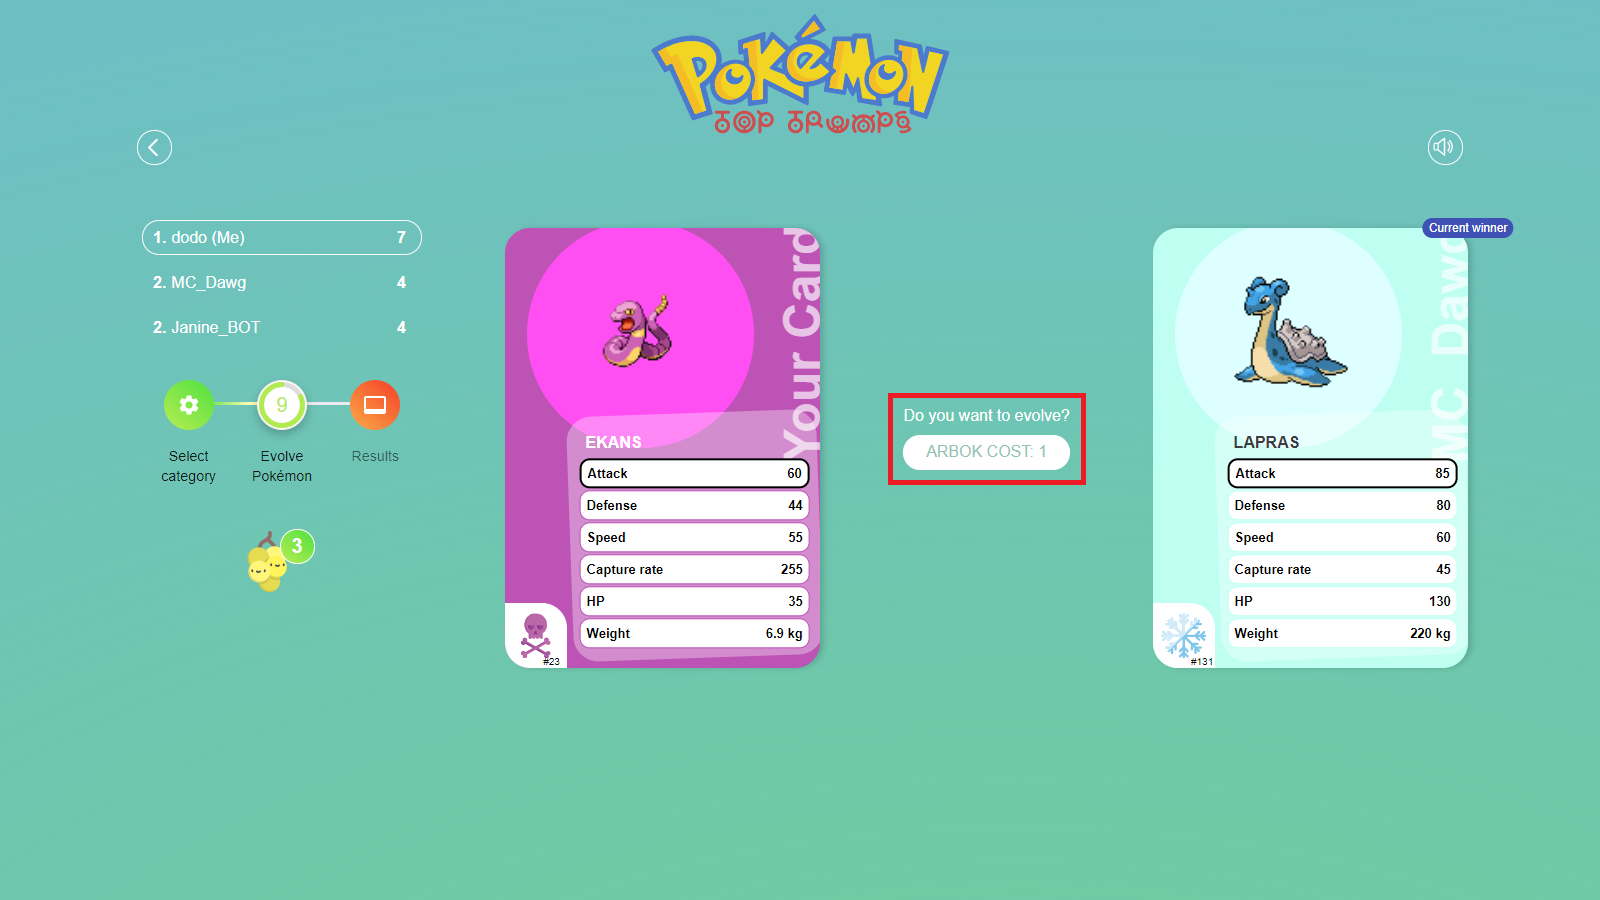 Pokémon
TOP TRUMPS
1. dodo (Me) 7
2. MC_Dawg 4
2. Janine_BOT 4
9
Select
category
Evolve
Pokémon
Results
3
Your Card
EKANS
Attack 60
Defense 44
Speed 55
Capture rate 255
HP 35
Weight 6.9 kg
#23
Do you want to evolve?
ARBOK COST: 1
Current winner
MC_Dawg
LAPRAS
Attack 85
Defense 80
Speed 60
Capture rate 45
HP 130
Weight 220 kg
#131